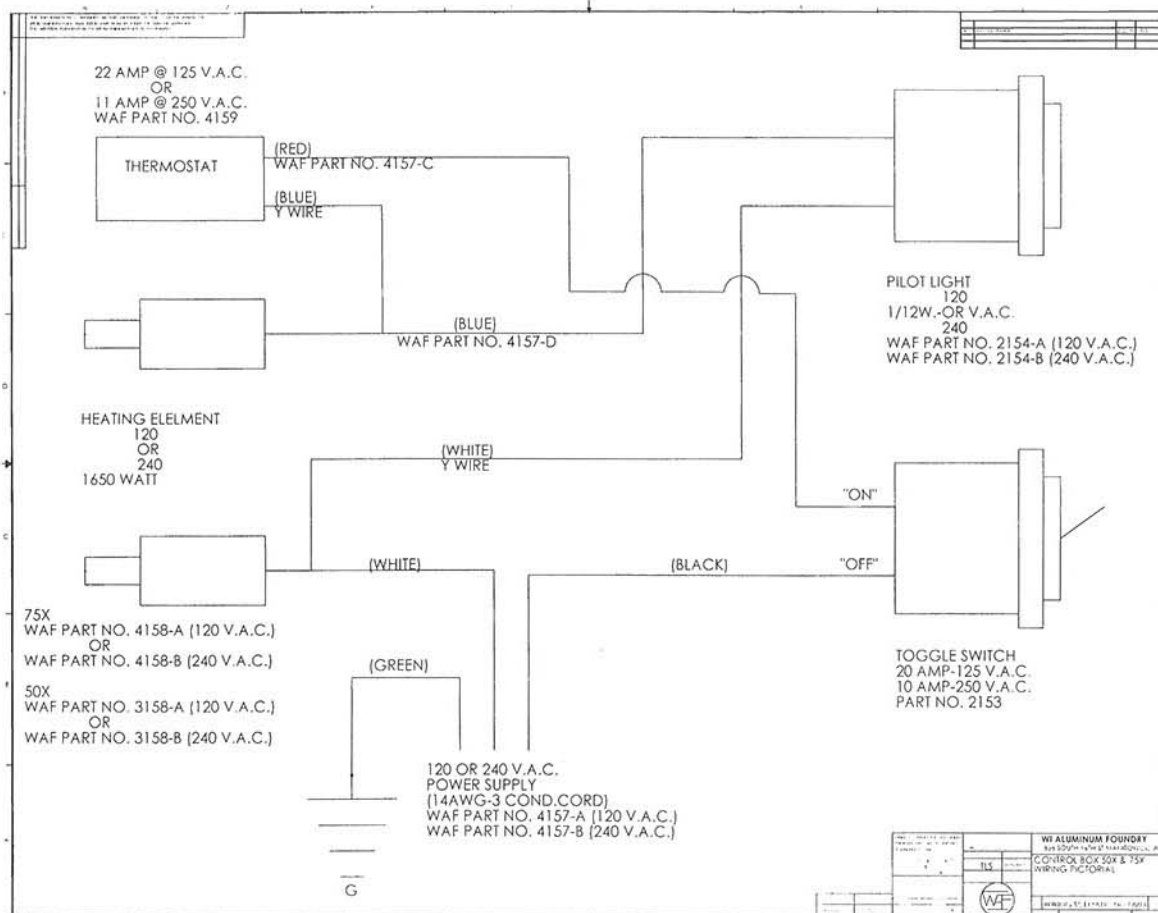 22 AMP @ 125 V.A.C.
OR
11 AMP @ 250 V.A.C.
WAF PART NO. 4159
THERMOSTAT
(RED)
WAF PART NO. 4157-C
(BLUE)
Y WIRE
(BLUE)
WAF PART NO. 4157-D
PILOT LIGHT
120
1/12W.-OR V.A.C.
240
WAF PART NO. 2154-A (120 V.A.C.)
WAF PART NO. 2154-B (240 V.A.C.)
HEATING ELELMENT
120
OR
240
1650 WATT
(WHITE)
Y WIRE
"ON"
(WHITE)
(BLACK)
"OFF"
75X
WAF PART NO. 4158-A (120 V.A.C.)
OR
WAF PART NO. 4158-B (240 V.A.C.)
50X
WAF PART NO. 3158-A (120 V.A.C.)
OR
WAF PART NO. 3158-B (240 V.A.C.)
(GREEN)
TOGGLE SWITCH
20 AMP-125 V.A.C.
10 AMP-250 V.A.C.
PART NO. 2153
120 OR 240 V.A.C.
POWER SUPPLY
(14AWG-3 COND.CORD)
WAF PART NO. 4157-A (120 V.A.C.)
WAF PART NO. 4157-B (240 V.A.C.)
G
WI ALUMINUM FOUNDRY
CONTROL BOX 50X & 75X
WIRING PICTORIAL
TLS
WAF